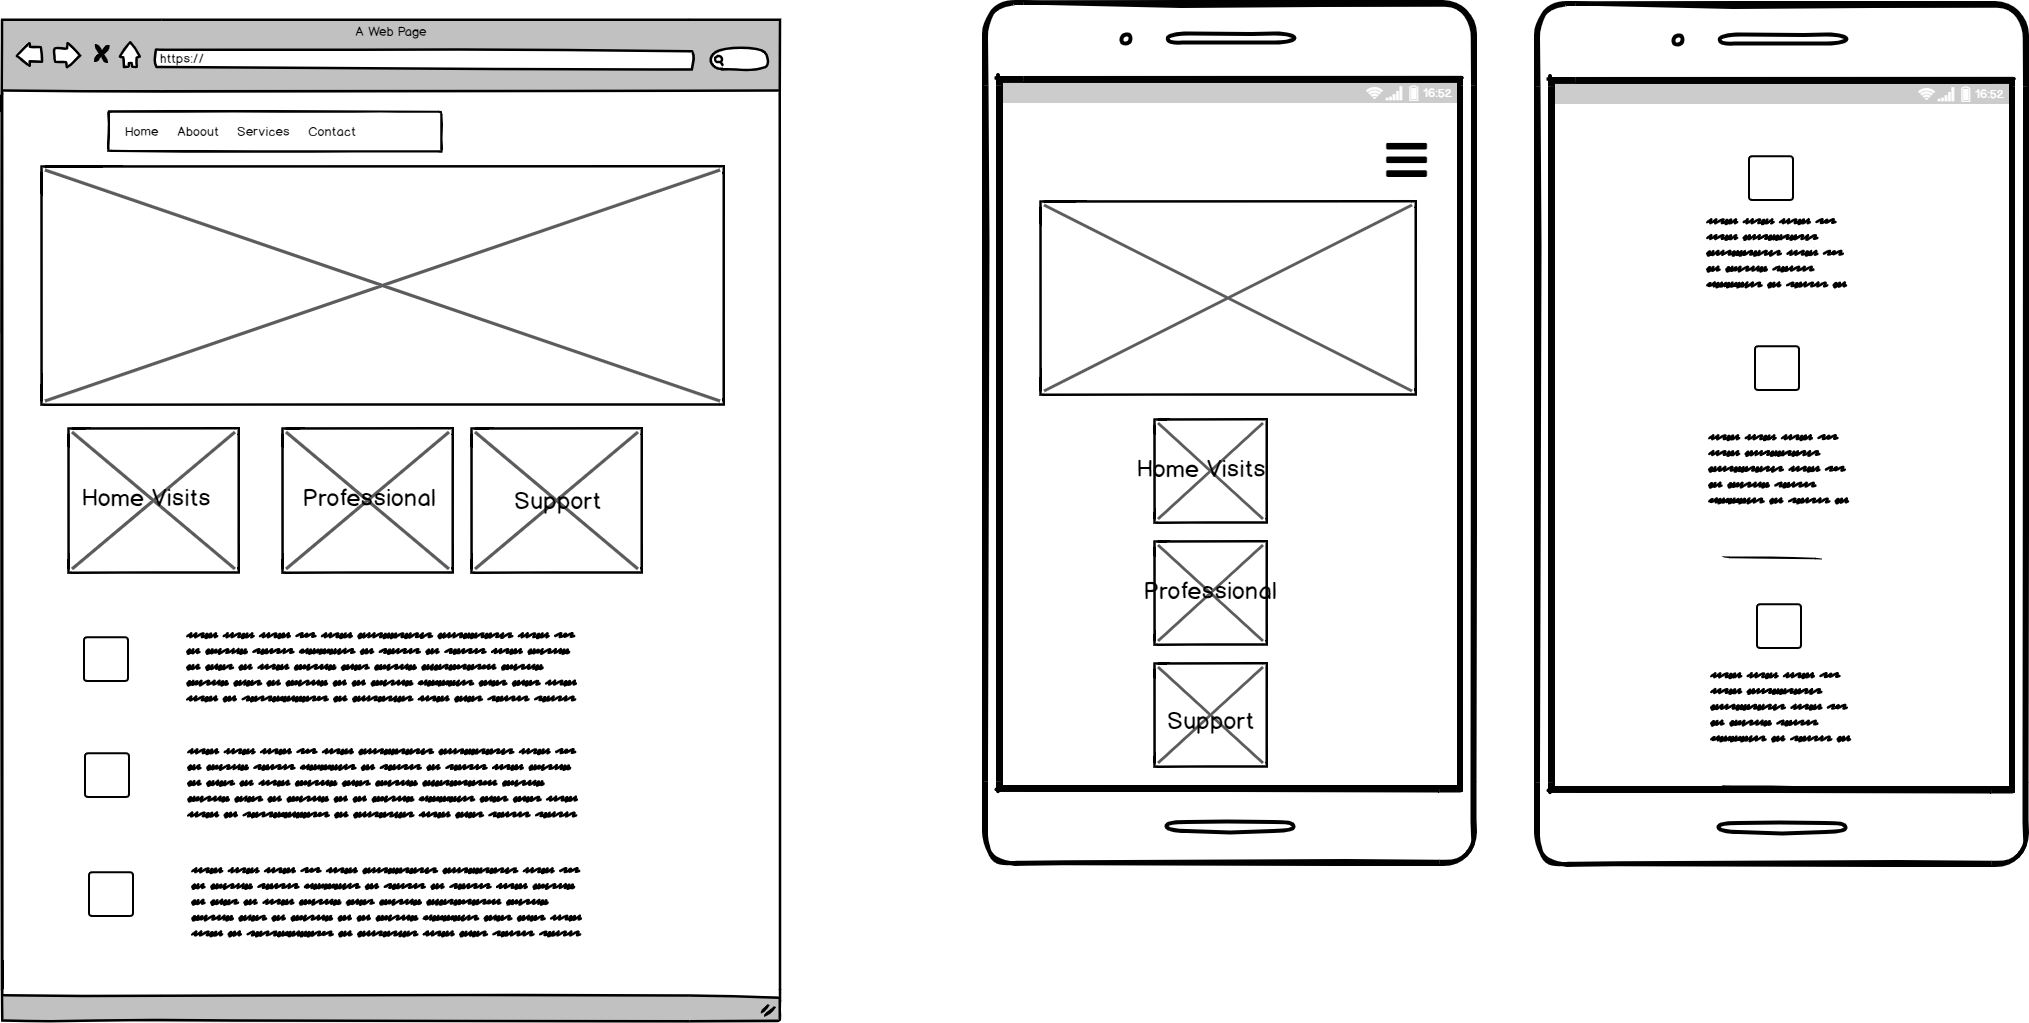 A Web Page
https://
Home Aboout Services Contact
Home Visits
Professional
Support
16:52
Home Visits
Professional
Support
16:52